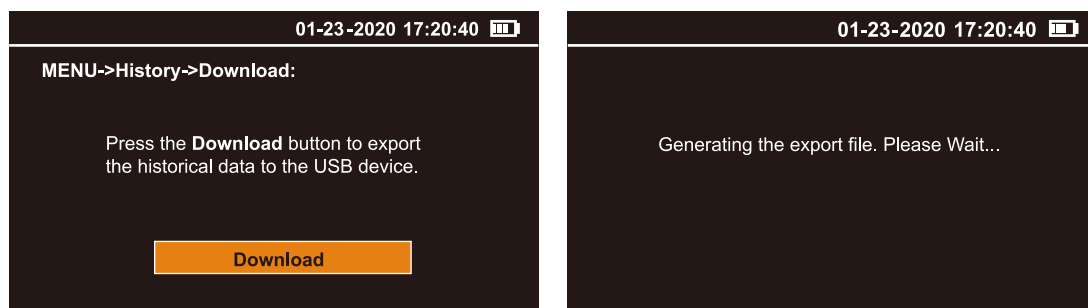 01-23-2020 17:20:40
MENU->History->Download:
Press the Download button to export
the historical data to the USB device.
Download
01-23-2020 17:20:40
Generating the export file. Please Wait...